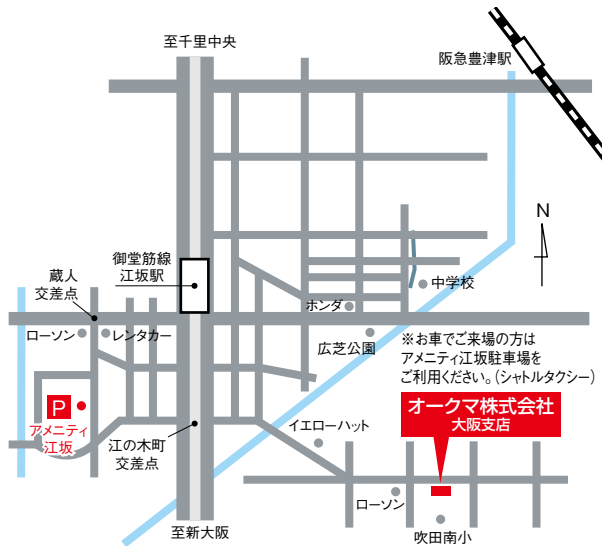 至千里中央
阪急豊津駅
N
御堂筋線
江坂駅
蔵人
交差点
中学校
ホンダ
ローソン
レンタカー
広芝公園
※お車でご来場の方は
アメニティ江坂駐車場を
ご利用ください。(シャトルタクシー)
P
アメニティ
江坂
オークマ株式会社
大阪支店
江の木町
交差点
イエローハット
ローソン
吹田南小
至新大阪